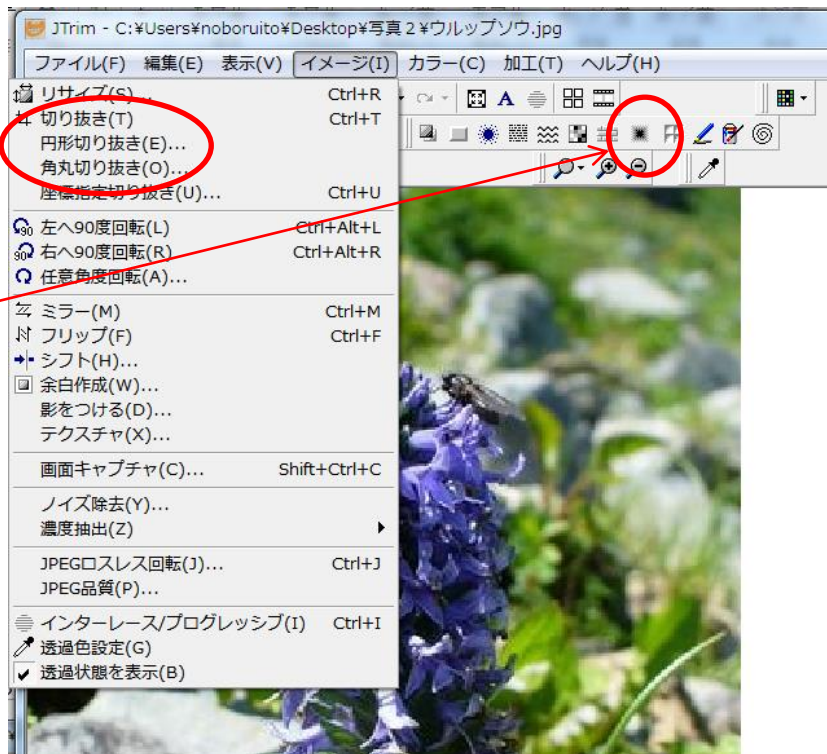 JTrim - C:¥Users¥noboruito¥Desktop¥写真２¥ウルップソウ.jpg
ファイル(F) 編集(E) 表示(V) イメージ(I) カラー(C) 加工(T) ヘルプ(H)
リサイズ(S)... Ctrl+R
切り抜き(T) Ctrl+T
円形切り抜き(E)...
角丸切り抜き(O)...
座標指定切り抜き(U)... Ctrl+U
90 左へ90度回転(L) Ctrl+Alt+L
90 右へ90度回転(R) Ctrl+Alt+R
任意角度回転(A)...
ミラー(M) Ctrl+M
フリップ(F) Ctrl+F
シフト(H)...
余白作成(W)...
影をつける(D)...
テクスチャ(X)...
画面キャプチャ(C)... Shift+Ctrl+C
ノイズ除去(Y)...
濃度抽出(Z)
JPEGロスレス回転(J)... Ctrl+J
JPEG品質(P)...
インターレース/プログレッシブ(I) Ctrl+I
透過色設定(G)
透過状態を表示(B)